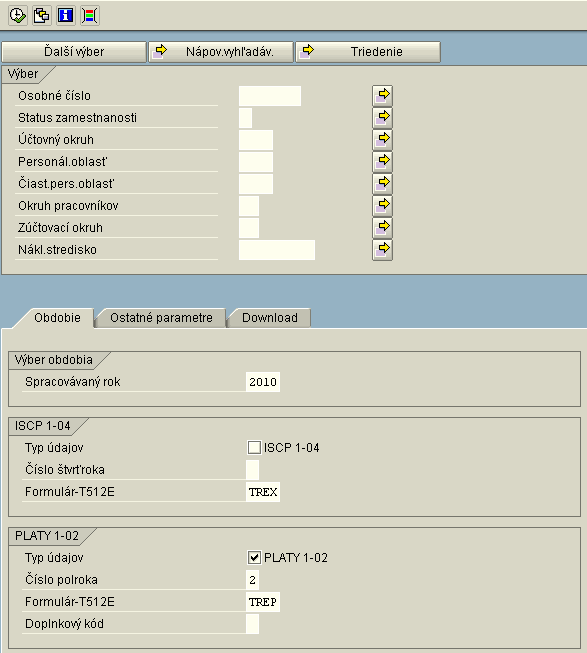 Ďalší výber Nápov.vyhľadáv. Triedenie
Výber
Osobné číslo
Status zamestnanosti
Účtovný okruh
Personál.oblasť
Čiast.pers.oblasť
Okruh pracovníkov
Zúčtovací okruh
Nákl.stredisko
Obdobie Ostatné parametre Download
Výber obdobia
Spracovávaný rok 2010
ISCP 1-04
Typ údajov ISCP 1-04
Číslo štvrťroka
Formulár-T512E TREX
PLATY 1-02
Typ údajov PLATY 1-02
Číslo polroka 2
Formulár-T512E TREP
Doplnkový kód